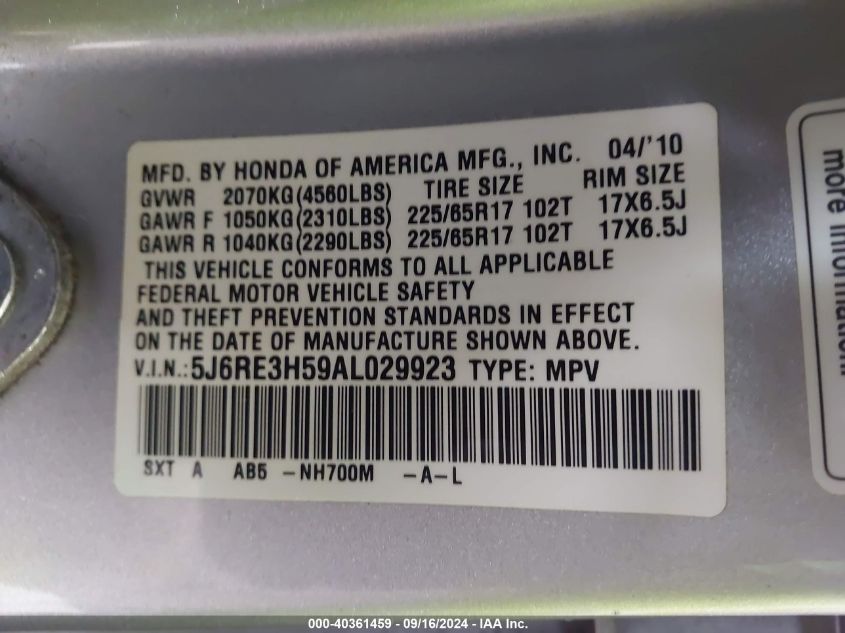 MFD. BY HONDA OF AMERICA MFG., INC. 04/'10
GVWR 2070KG(4560LBS) TIRE SIZE RIM SIZE
GAWR F 1050KG(2310LBS) 225/65R17 102T 17X6.5J
GAWR R 1040KG(2290LBS) 225/65R17 102T 17X6.5J
THIS VEHICLE CONFORMS TO ALL APPLICABLE
FEDERAL MOTOR VEHICLE SAFETY
AND THEFT PREVENTION STANDARDS IN EFFECT
ON THE DATE OF MANUFACTURE SHOWN ABOVE.
V.I.N.: 5J6RE3H59AL029923 TYPE: MPV
SXT A AB5 -NH700M -A-L
more information.
000-40361459 - 09/16/2024 - IAA Inc.